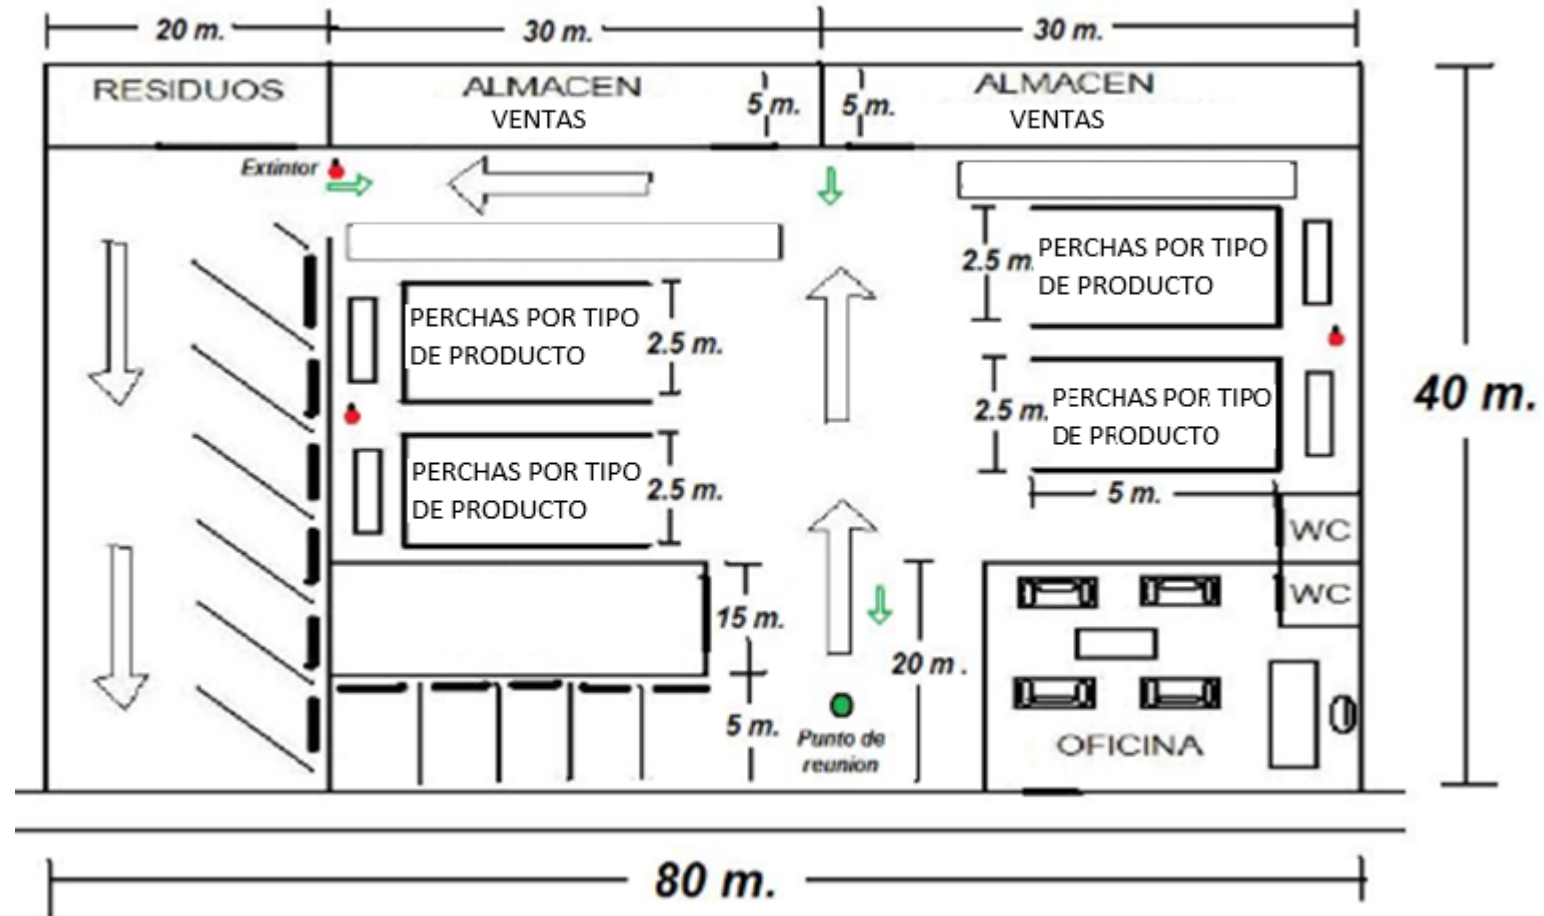 20 m.
30 m.
30 m.
RESIDUOS
ALMACEN
VENTAS
5 m.
5 m.
ALMACEN
VENTAS
Extintor
PERCHAS POR TIPO
DE PRODUCTO
2.5 m.
2.5 m.
PERCHAS POR TIPO
DE PRODUCTO
PERCHAS POR TIPO
DE PRODUCTO
2.5 m.
2.5 m.
PERCHAS POR TIPO
DE PRODUCTO
40 m.
5 m.
WC
WC
15 m.
20 m.
5 m.
Punto de
reunion
OFICINA
80 m.